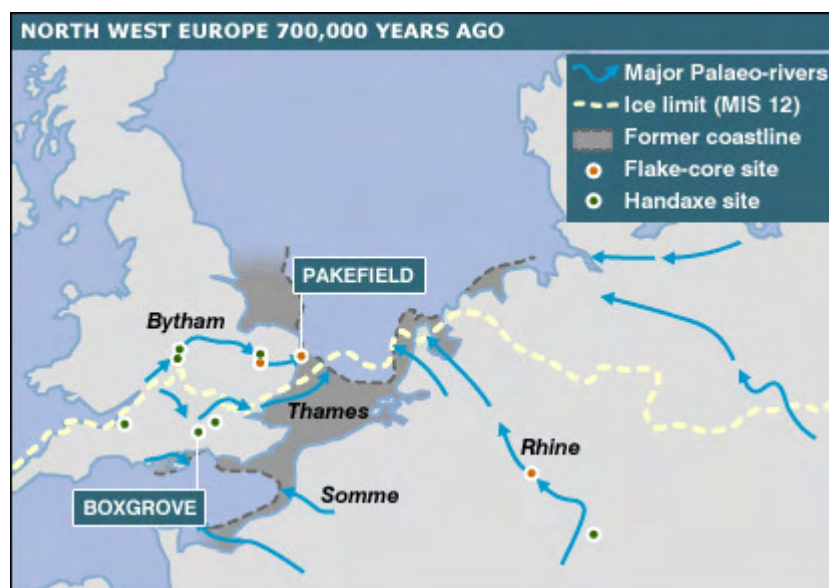 NORTH WEST EUROPE 700,000 YEARS AGO
Major Palaeo-rivers
Ice limit (MIS 12)
Former coastline
Flake-core site
Handaxe site
PAKEFIELD
Bytham
Thames
Rhine
Somme
BOXGROVE